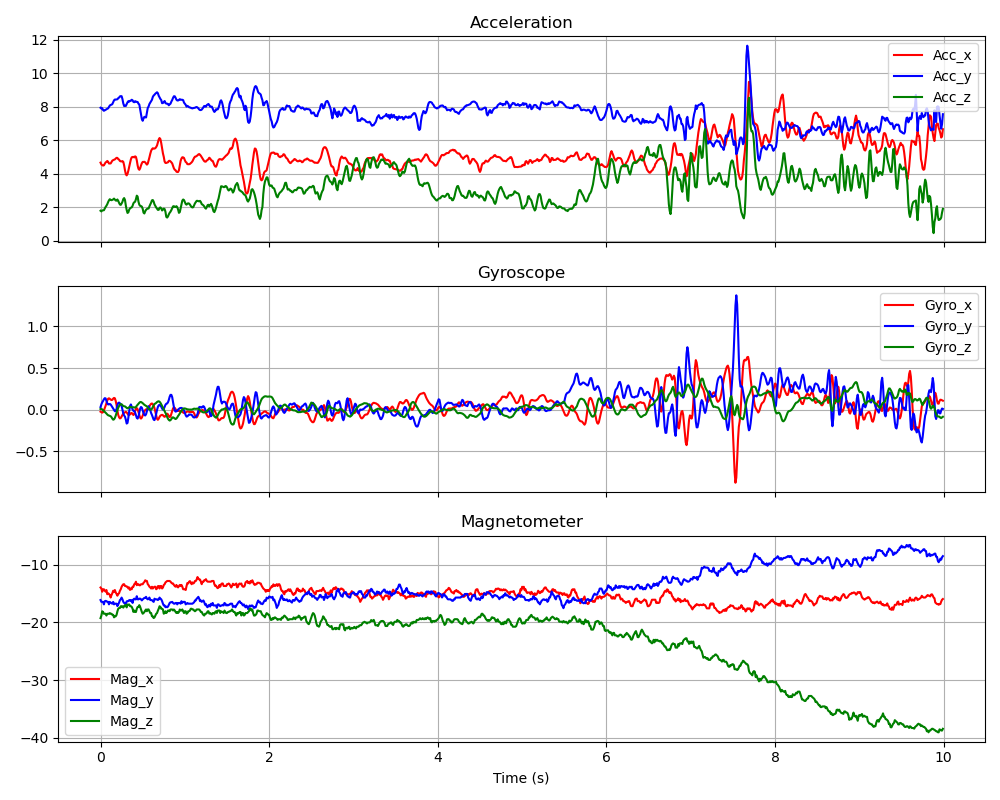 Acceleration
12
10
8
6
4
2
0
Acc_x
Acc_y
Acc_z
Gyroscope
1.0
0.5
0.0
−0.5
Gyro_x
Gyro_y
Gyro_z
Magnetometer
−10
−20
−30
−40
Mag_x
Mag_y
Mag_z
0 2 4 6 8 10
Time (s)